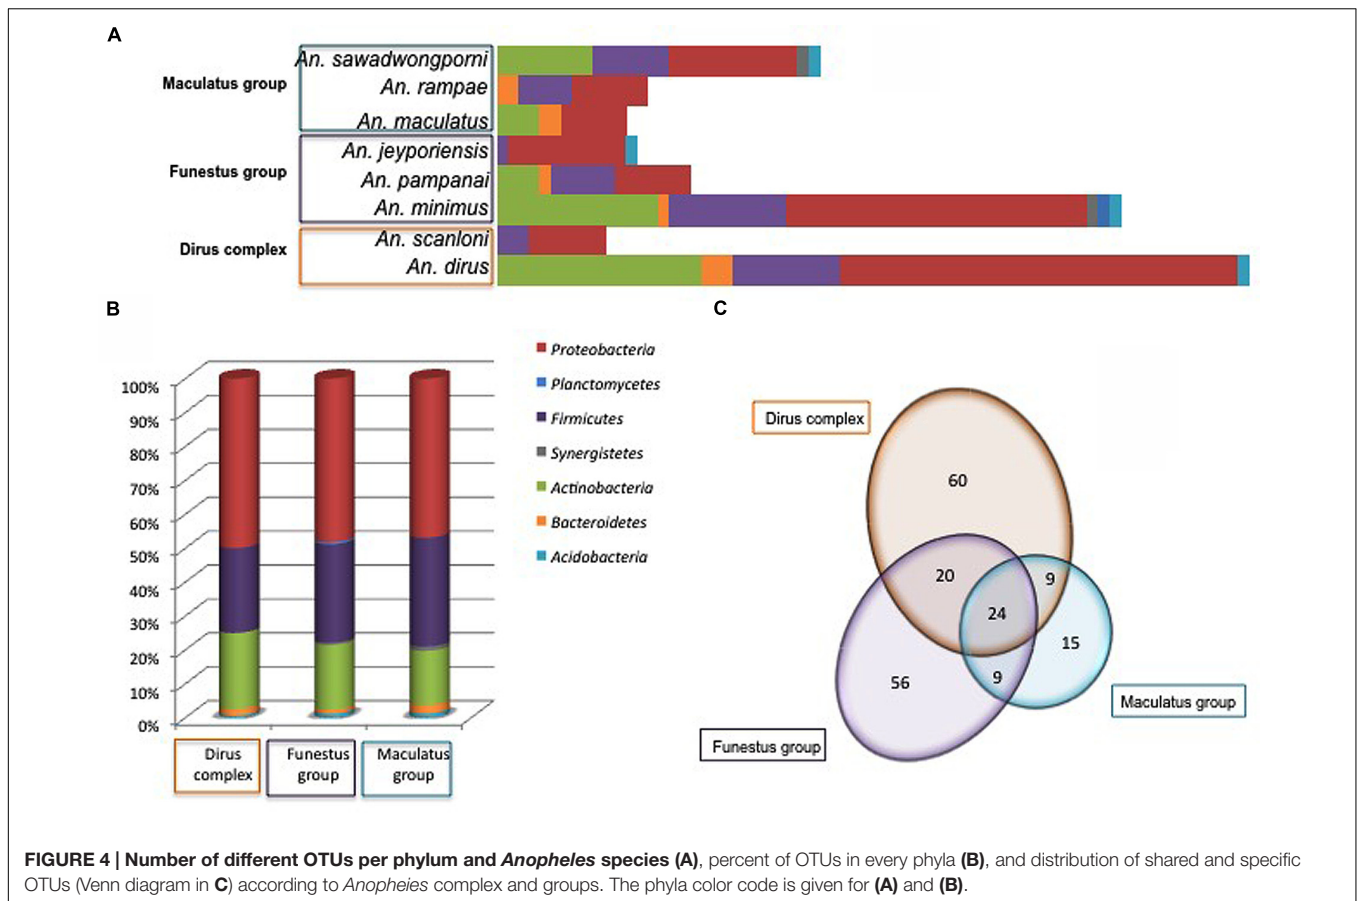 A
Maculatus group
An. sawadwongporni
An. rampae
An. maculatus
Funestus group
An. jeyporiensis
An. pampanai
An. minimus
Dirus complex
An. scanloni
An. dirus
B
100%
90%
80%
70%
60%
50%
40%
30%
20%
10%
0%
Dirus
complex
Funestus
group
Maculatus
group
Proteobacteria
Planctomycetes
Firmicutes
Synergistetes
Actinobacteria
Bacteroidetes
Acidobacteria
C
Dirus complex
60
20
9
24
15
56
9
Maculatus group
Funestus group
FIGURE 4 | Number of different OTUs per phylum and Anopheles species (A), percent of OTUs in every phyla (B), and distribution of shared and specific
OTUs (Venn diagram in C) according to Anopheies complex and groups. The phyla color code is given for (A) and (B).